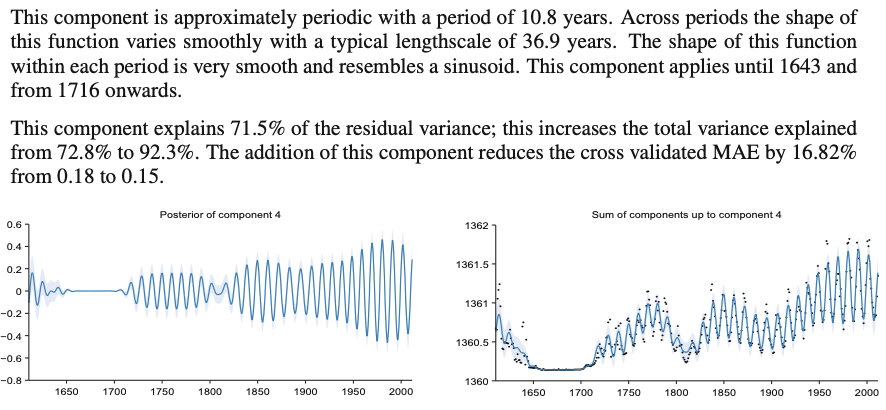 This component is approximately periodic with a period of 10.8 years. Across periods the shape of
this function varies smoothly with a typical lengthscale of 36.9 years. The shape of this function
within each period is very smooth and resembles a sinusoid. This component applies until 1643 and
from 1716 onwards.
This component explains 71.5% of the residual variance; this increases the total variance explained
from 72.8% to 92.3%. The addition of this component reduces the cross validated MAE by 16.82%
from 0.18 to 0.15.
Posterior of component 4
0.6
0.4
0.2
0
−0.2
−0.4
−0.6
−0.8
1650 1700 1750 1800 1850 1900 1950 2000
Sum of components up to component 4
1362
1361.5
1361
1360.5
1360
1650 1700 1750 1800 1850 1900 1950 2000